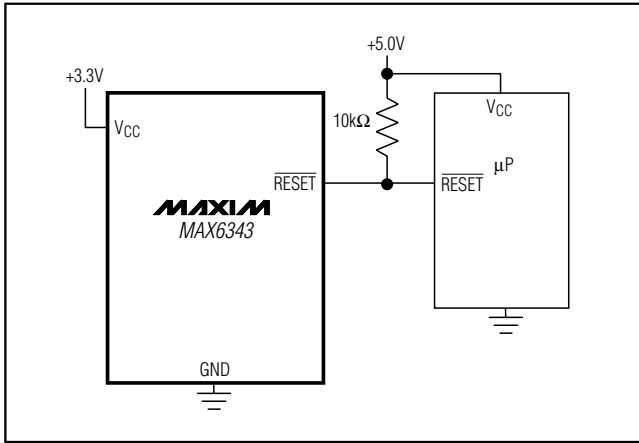 +5.0V
+3.3V
VCC
10kΩ
VCC
RESET
RESET
µP
MAXIM
MAX6343
GND